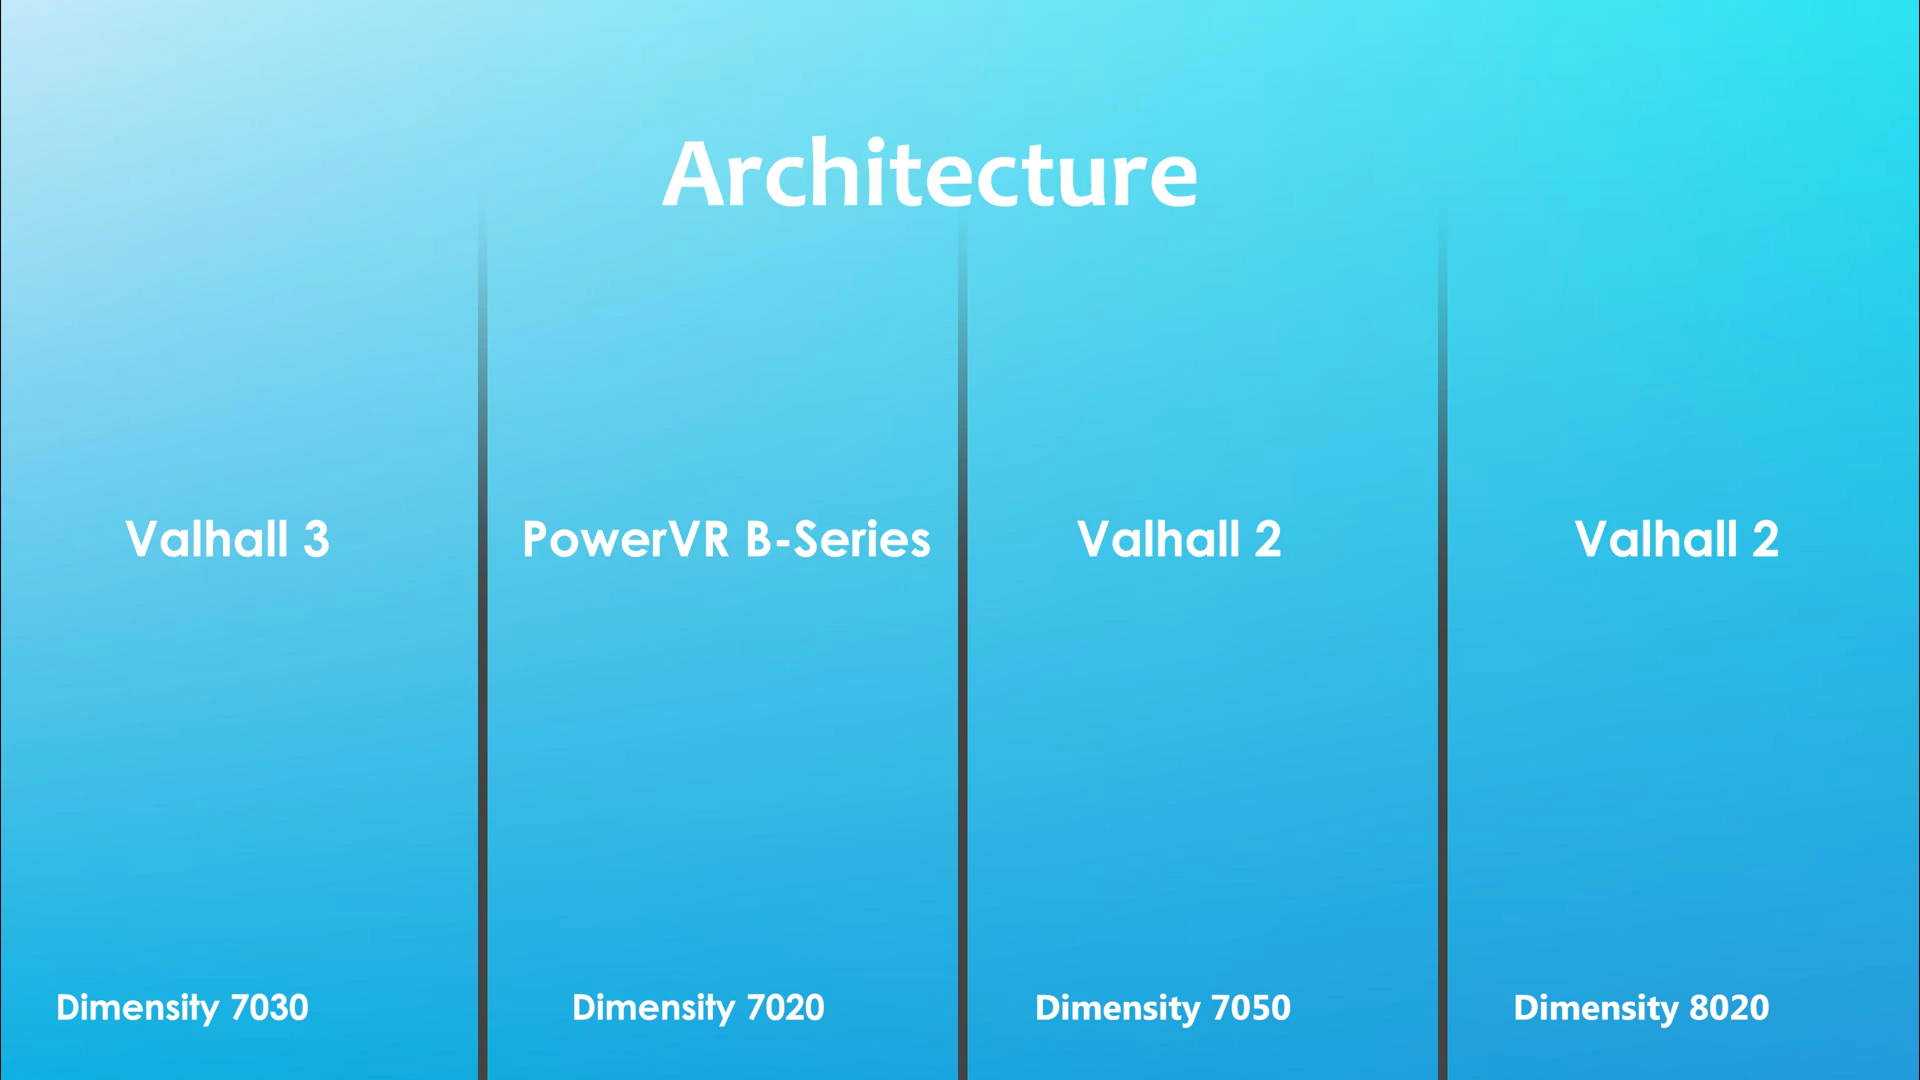 Architecture
Valhall 3
PowerVR B-Series
Valhall 2
Valhall 2
Dimensity 7030
Dimensity 7020
Dimensity 7050
Dimensity 8020